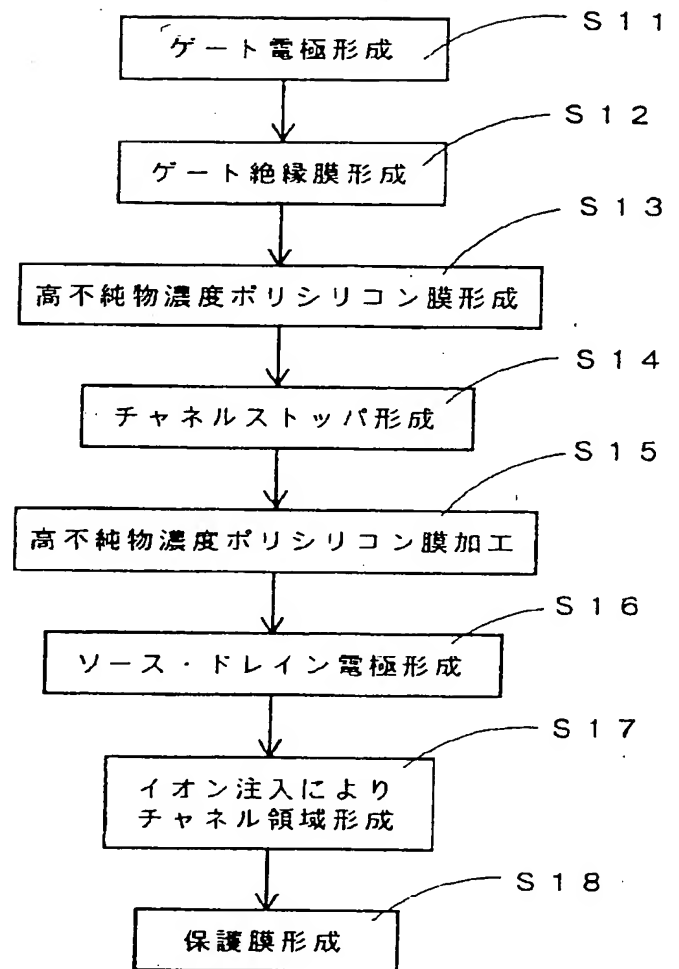 S11
ゲート電極形成
S12
ゲート絶縁膜形成
S13
高不純物濃度ポリシリコン膜形成
S14
チャネルストッパ形成
S15
高不純物濃度ポリシリコン膜加工
S16
ソース・ドレイン電極形成
S17
イオン注入により
チャネル領域形成
S18
保護膜形成